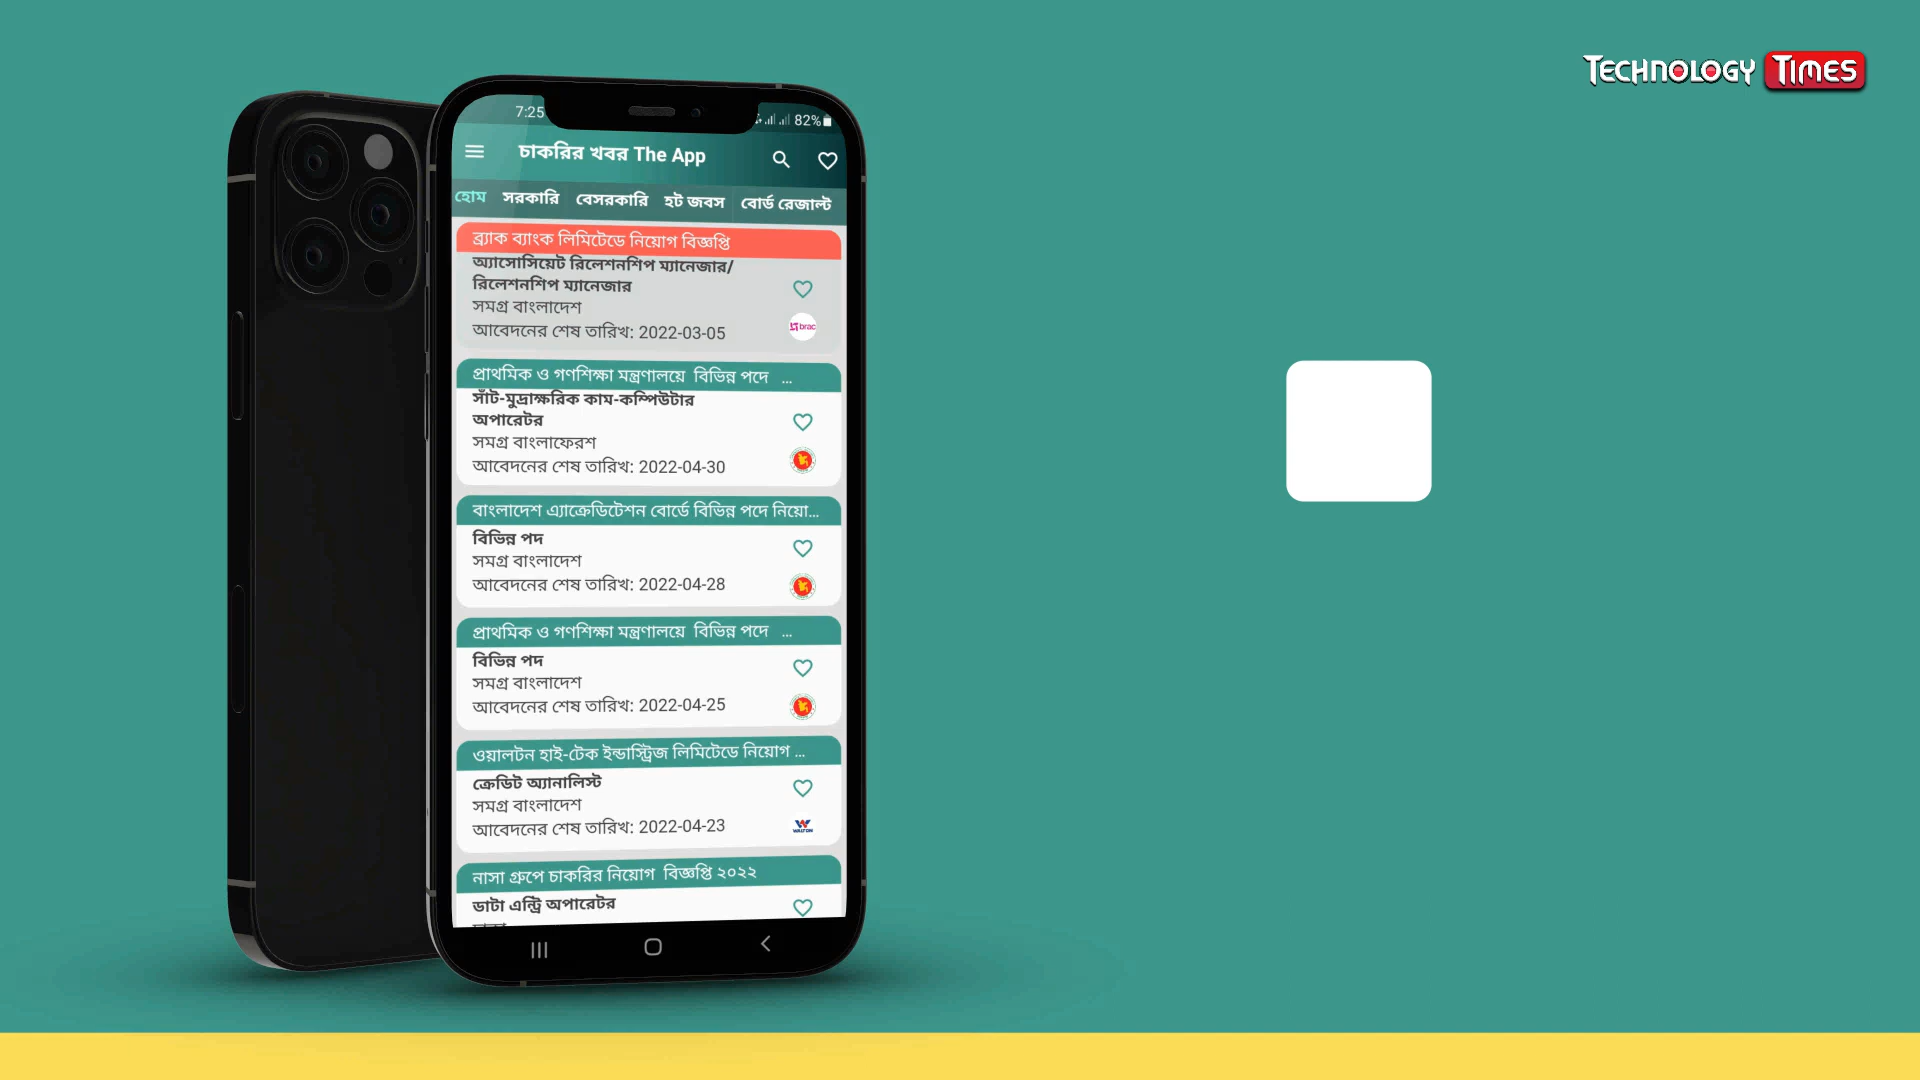 TECHNOLOGY TIMES
7:25
82%
চাকরির খবর The App
হোম সরকারি বেসরকারি হট জবস বোর্ড রেজাল্ট
ব্র্যাক ব্যাংক লিমিটেডে নিয়োগ বিজ্ঞপ্তি
অ্যাসোসিয়েট রিলেশনশিপ ম্যানেজার/
রিলেশনশিপ ম্যানেজার
সমগ্র বাংলাদেশ
আবেদনের শেষ তারিখ: 2022-03-05
brac
প্রাথমিক ও গণশিক্ষা মন্ত্রণালয়ে বিভিন্ন পদে ...
সাঁট-মুদ্রাক্ষরিক কাম-কম্পিউটার
অপারেটর
সমগ্র বাংলাফেরশ
আবেদনের শেষ তারিখ: 2022-04-30
বাংলাদেশ এ্যাক্রেডিটেশন বোর্ডে বিভিন্ন পদে নিয়ো...
বিভিন্ন পদ
সমগ্র বাংলাদেশ
আবেদনের শেষ তারিখ: 2022-04-28
প্রাথমিক ও গণশিক্ষা মন্ত্রণালয়ে বিভিন্ন পদে ...
বিভিন্ন পদ
সমগ্র বাংলাদেশ
আবেদনের শেষ তারিখ: 2022-04-25
ওয়ালটন হাই-টেক ইন্ডাস্ট্রিজ লিমিটেডে নিয়োগ ...
ক্রেডিট অ্যানালিস্ট
সমগ্র বাংলাদেশ
আবেদনের শেষ তারিখ: 2022-04-23
WALTON
নাসা গ্রুপে চাকরির নিয়োগ বিজ্ঞপ্তি ২০২২
ডাটা এন্ট্রি অপারেটর